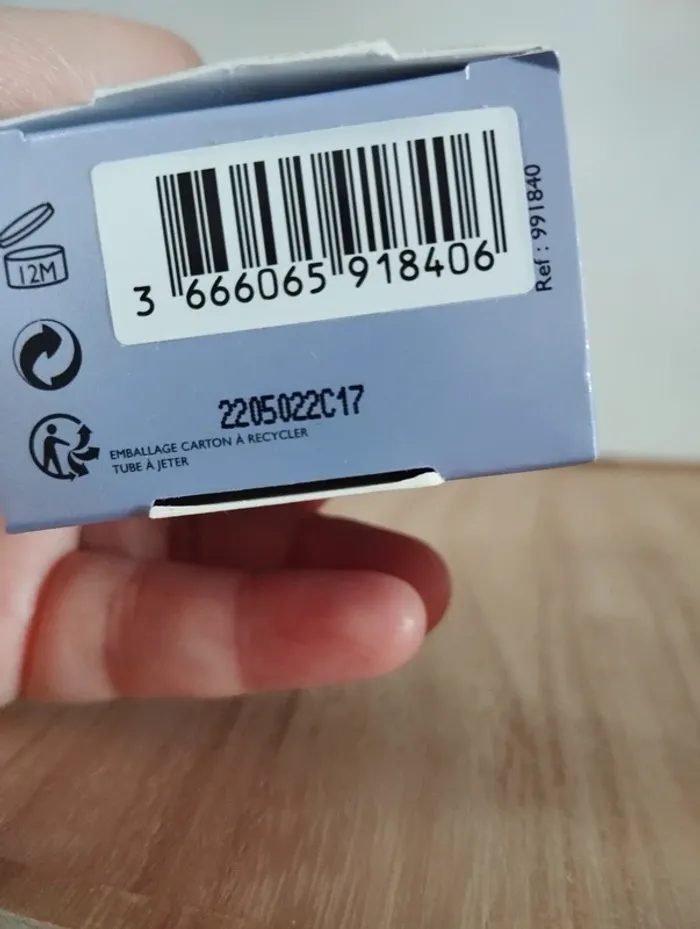 12M
3 666065 918406
Ref : 991840
2205022C17
EMBALLAGE CARTON À RECYCLER
TUBE À JETER